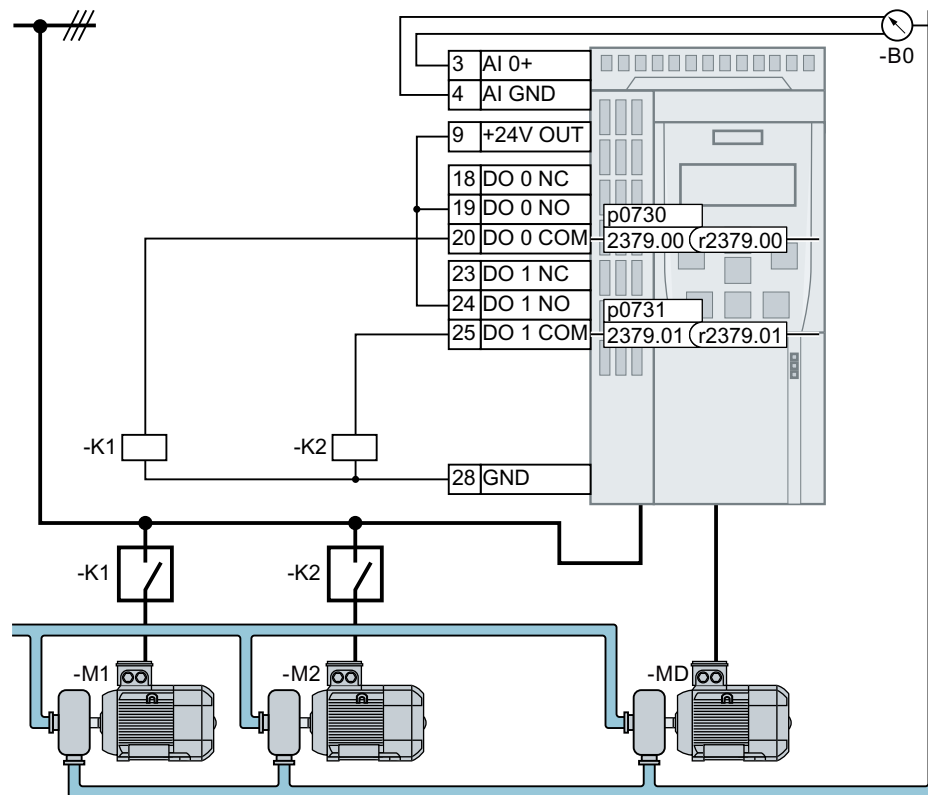 -B0
3 AI 0+
4 AI GND
9 +24V OUT
18 DO 0 NC
19 DO 0 NO
p0730
20 DO 0 COM 2379.00 r2379.00
23 DO 1 NC
24 DO 1 NO
p0731
25 DO 1 COM 2379.01 r2379.01
-K1 -K2
28 GND
-K1 -K2
-M1 -M2 -MD